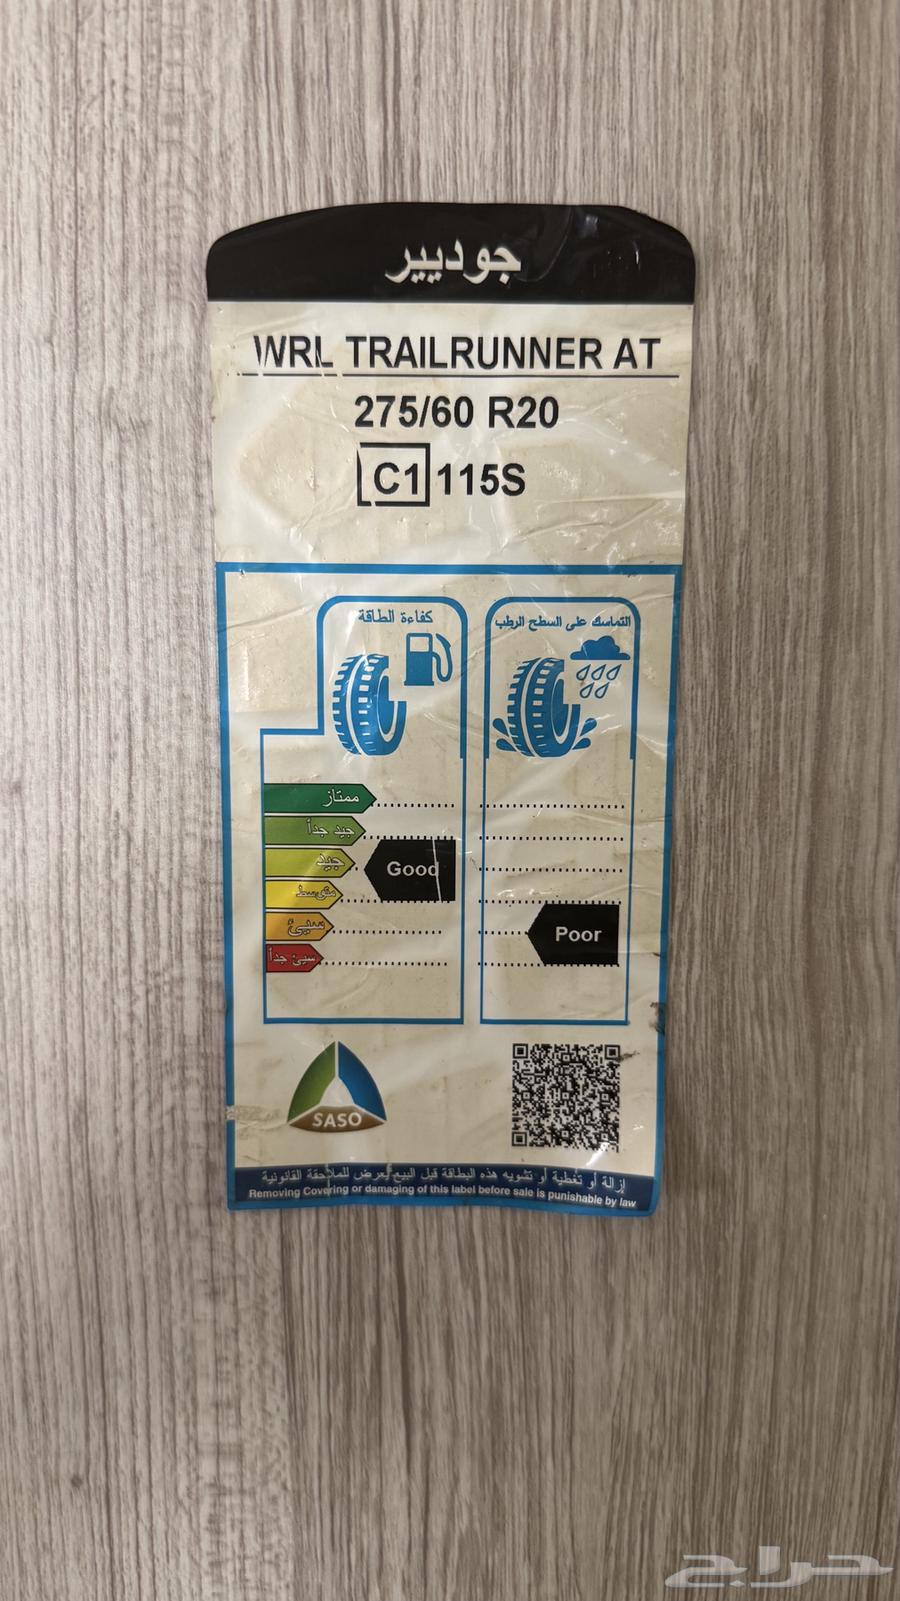 جوديير
WRL TRAILRUNNER AT
275/60 R20
C1 115S
كفاءة الطاقة
التماسك على السطح الرطب
ممتاز
جيد جداً
جيد
Good
متوسط
سيئ
Poor
سيئ جداً
SASO
إزالة أو تغطية أو تشويه هذه البطاقة قبل البيع يعرض للملاحقة القانونية
Removing Covering or damaging of this label before sale is punishable by law
حراج